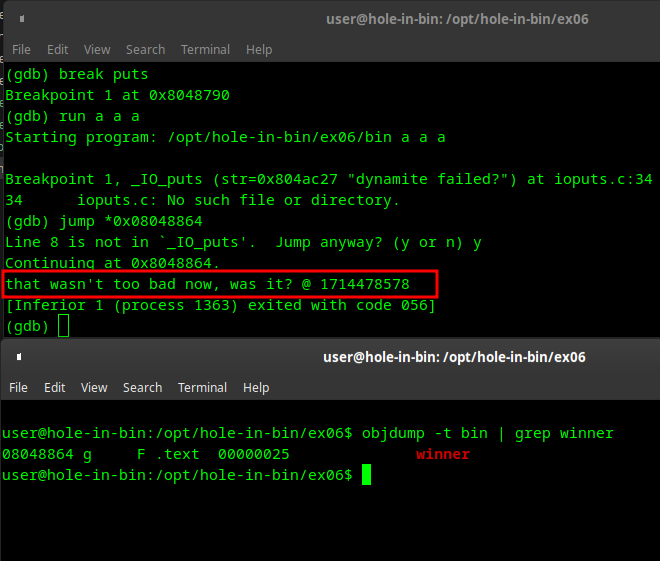 user@hole-in-bin: /opt/hole-in-bin/ex06
File Edit View Search Terminal Help
(gdb) break puts
Breakpoint 1 at 0x8048790
(gdb) run a a a
Starting program: /opt/hole-in-bin/ex06/bin a a a
Breakpoint 1, _IO_puts (str=0x804ac27 "dynamite failed?") at ioputs.c:34
34 ioputs.c: No such file or directory.
(gdb) jump *0x08048864
Line 8 is not in `_IO_puts'. Jump anyway? (y or n) y
Continuing at 0x8048864.
that wasn't too bad now, was it? @ 1714478578
[Inferior 1 (process 1363) exited with code 056]
(gdb)
user@hole-in-bin: /opt/hole-in-bin/ex06
File Edit View Search Terminal Help
user@hole-in-bin:/opt/hole-in-bin/ex06$ objdump -t bin | grep winner
08048864 g F .text 00000025 winner
user@hole-in-bin:/opt/hole-in-bin/ex06$